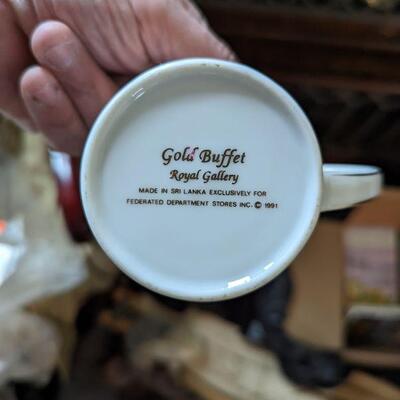 Gold Buffet
Royal Gallery
MADE IN SRI LANKA EXCLUSIVELY FOR
FEDERATED DEPARTMENT STORES INC. © 1991